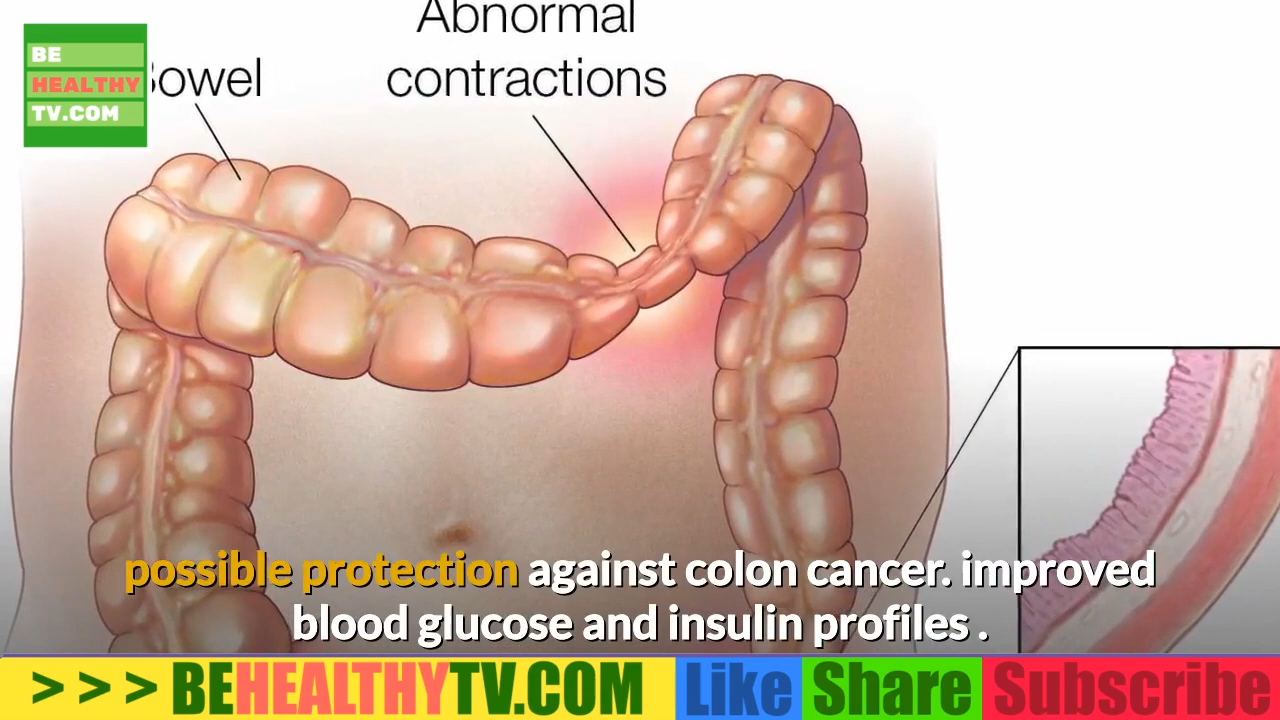 Abnormal
contractions
Bowel
BE
HEALTHY
TV.COM
possible protection against colon cancer. improved
blood glucose and insulin profiles .
> > > BEHEALTHYTV.COM Like Share Subscribe